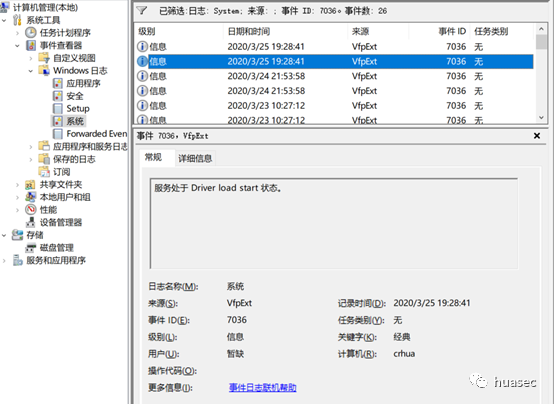 计算机管理(本地)
系统工具
任务计划程序
事件查看器
自定义视图
Windows 日志
应用程序
安全
Setup
系统
Forwarded Even
应用程序和服务日志
保存的日志
订阅
共享文件夹
本地用户和组
性能
设备管理器
存储
磁盘管理
服务和应用程序
已筛选:日志: System; 来源: ; 事件 ID: 7036。事件数: 26
级别 日期和时间 来源 事件 ID 任务类别
信息 2020/3/25 19:28:41 VfpExt 7036 无
信息 2020/3/25 19:28:41 VfpExt 7036 无
信息 2020/3/24 21:53:58 VfpExt 7036 无
信息 2020/3/24 21:53:58 VfpExt 7036 无
信息 2020/3/23 10:27:12 VfpExt 7036 无
信息 2020/3/23 10:27:12 VfpExt 7036 无
事件 7036，VfpExt
常规 详细信息
服务处于 Driver load start 状态。
日志名称(M): 系统
来源(S): VfpExt 记录时间(D): 2020/3/25 19:28:41
事件 ID(E): 7036 任务类别(Y): 无
级别(L): 信息 关键字(K): 经典
用户(U): 暂缺 计算机(R): crhua
操作代码(O):
更多信息(I): 事件日志联机帮助
huasec